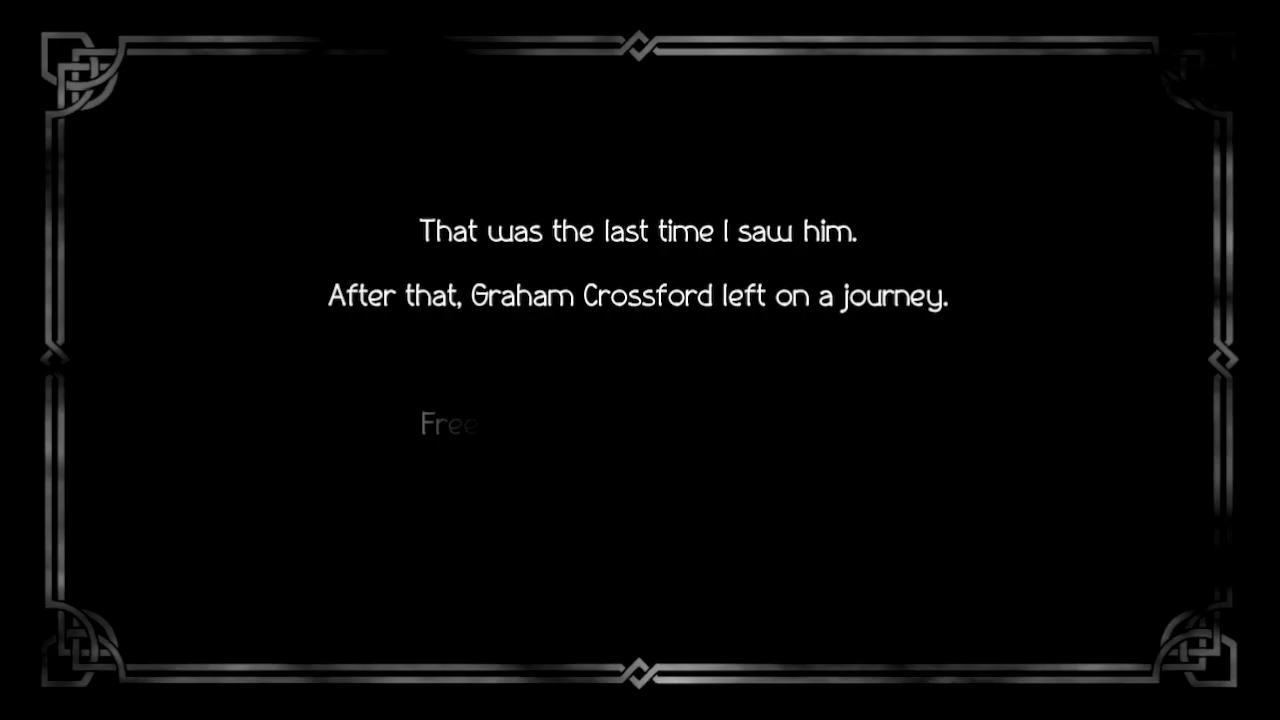 That was the last time I saw him.
After that, Graham Crossford left on a journey.
Free